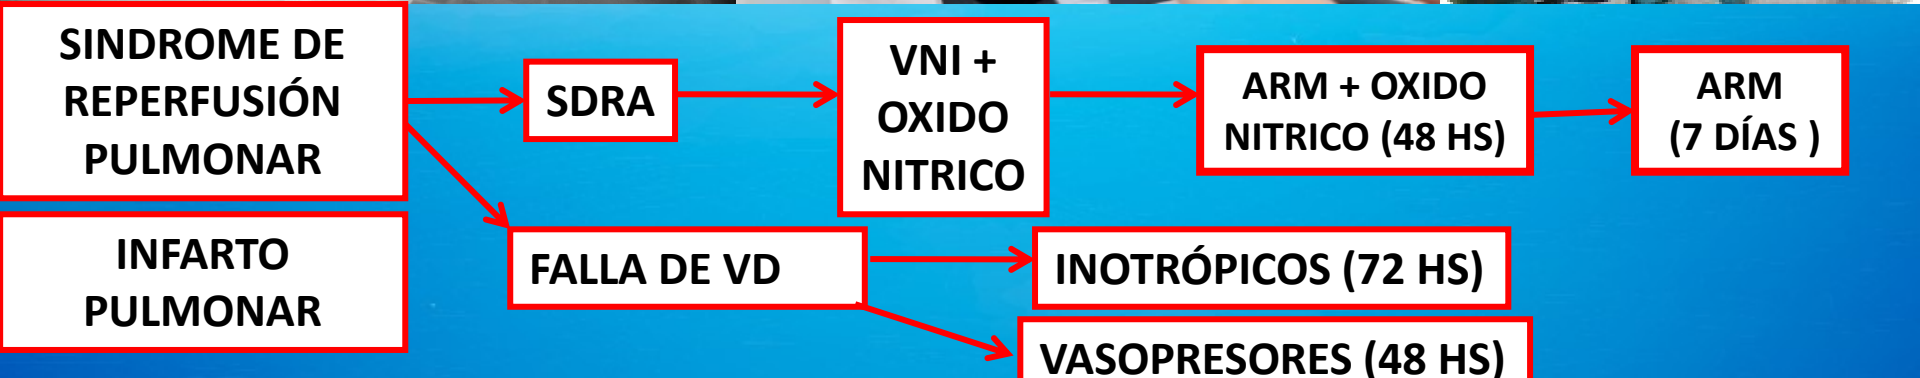 SINDROME DE
REPERFUSIÓN
PULMONAR
SDRA
VNI +
OXIDO
NITRICO
ARM + OXIDO
NITRICO (48 HS)
ARM
(7 DÍAS )
INFARTO
PULMONAR
FALLA DE VD
INOTRÓPICOS (72 HS)
VASOPRESORES (48 HS)